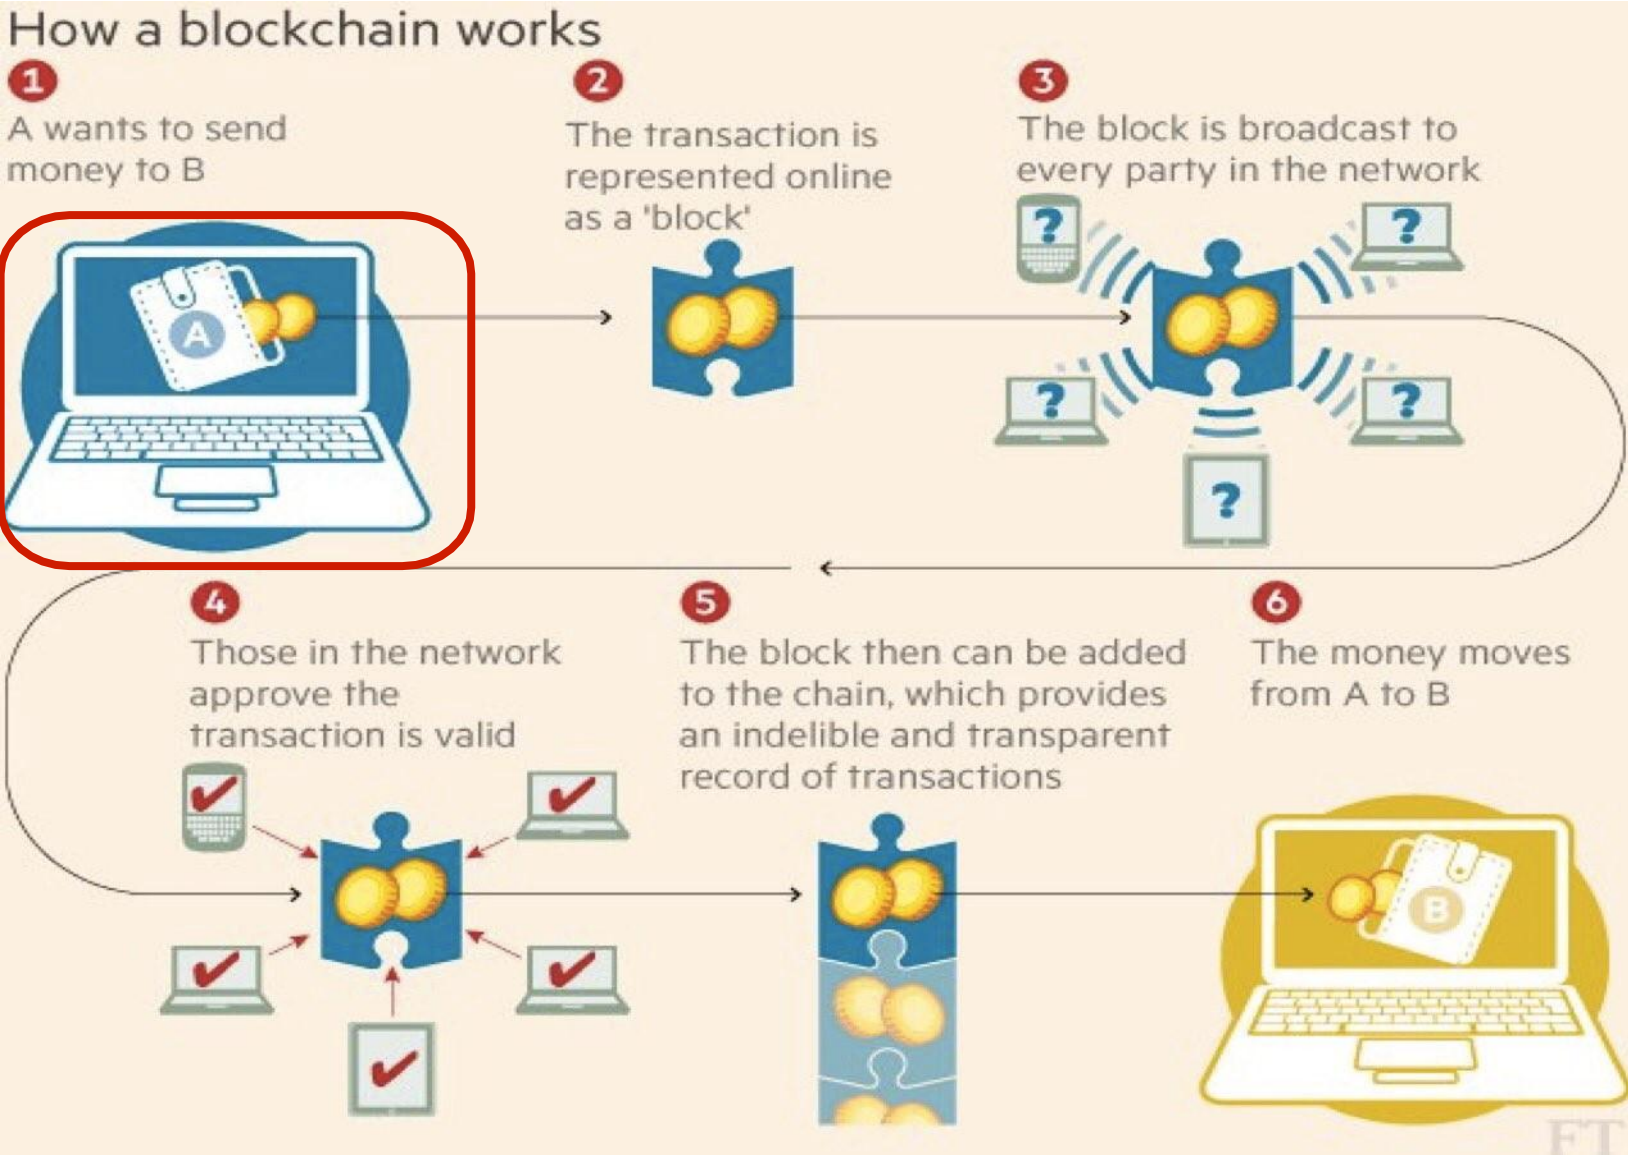 How a blockchain works
1
A wants to send
money to B
A
2
The transaction is
represented online
as a 'block'
3
The block is broadcast to
every party in the network
?
?
?
?
?
4
Those in the network
approve the
transaction is valid
5
The block then can be added
to the chain, which provides
an indelible and transparent
record of transactions
6
The money moves
from A to B
B
FT